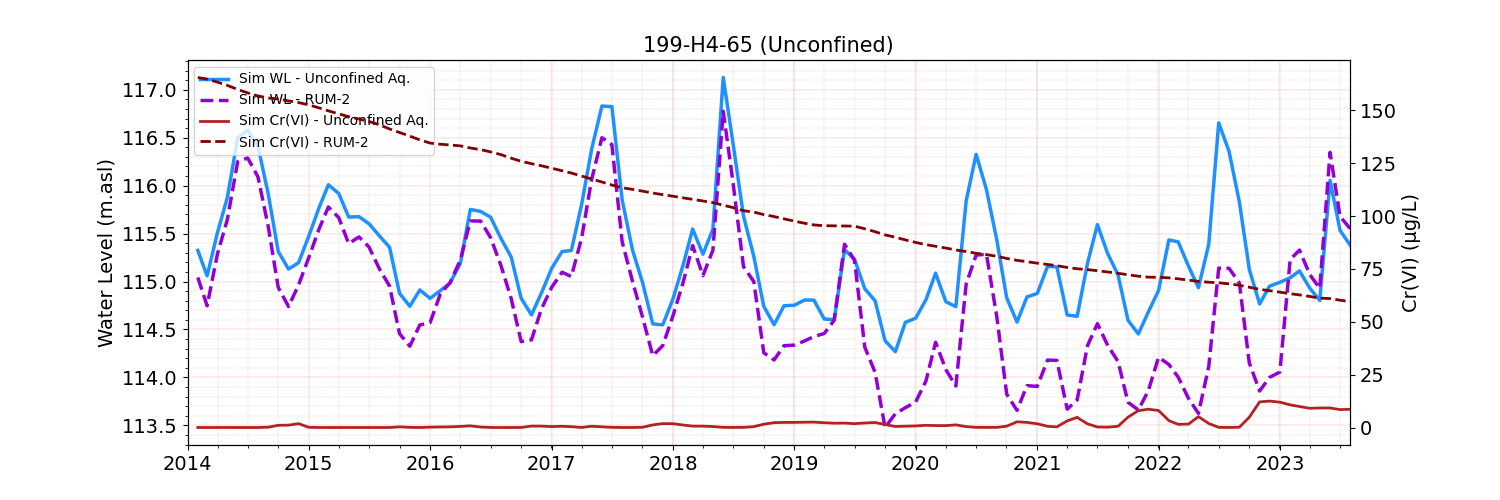 199-H4-65 (Unconfined)
Sim WL - Unconfined Aq.
Sim WL - RUM-2
Sim Cr(VI) - Unconfined Aq.
Sim Cr(VI) - RUM-2
Water Level (m.asl)
117.0
116.5
116.0
115.5
115.0
114.5
114.0
113.5
150
125
100
75
50
25
0
Cr(VI) (μg/L)
2014 2015 2016 2017 2018 2019 2020 2021 2022 2023